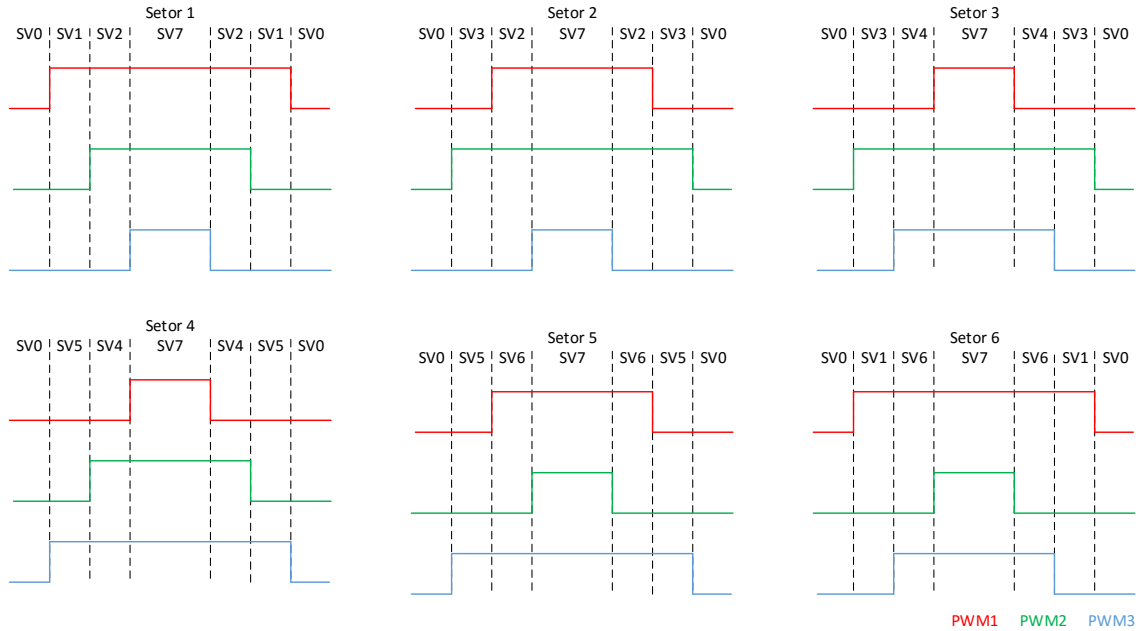 Setor 1
SV0 SV1 SV2 SV7 SV2 SV1 SV0
Setor 2
SV0 SV3 SV2 SV7 SV2 SV3 SV0
Setor 3
SV0 SV3 SV4 SV7 SV4 SV3 SV0
Setor 4
SV0 SV5 SV4 SV7 SV4 SV5 SV0
Setor 5
SV0 SV5 SV6 SV7 SV6 SV5 SV0
Setor 6
SV0 SV1 SV6 SV7 SV6 SV1 SV0
PWM1 PWM2 PWM3